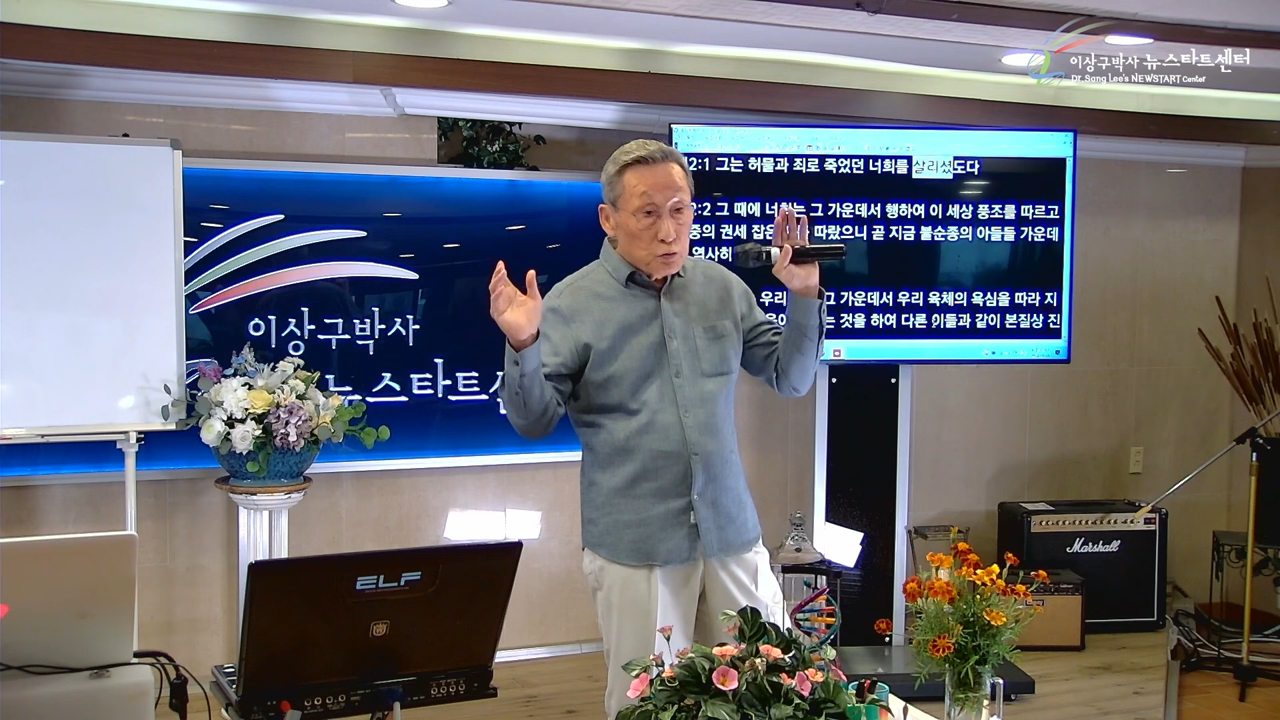 이상구박사 뉴스타트센터
Dr. Sang Lee's NEWSTART Center
2:1 그는 허물과 죄로 죽었던 너희를 살리셨도다
2:2 그 때에 너희는 그 가운데서 행하여 이 세상 풍조를 따르고
중의 권세 잡은 따랐으니 곧 지금 불순종의 아들들 가운데
역사하
우리 그 가운데서 우리 육체의 욕심을 따라 지
는 것을 하여 다른 이들과 같이 본질상 진
이상구박사
뉴스타트센
ELF
Marshall